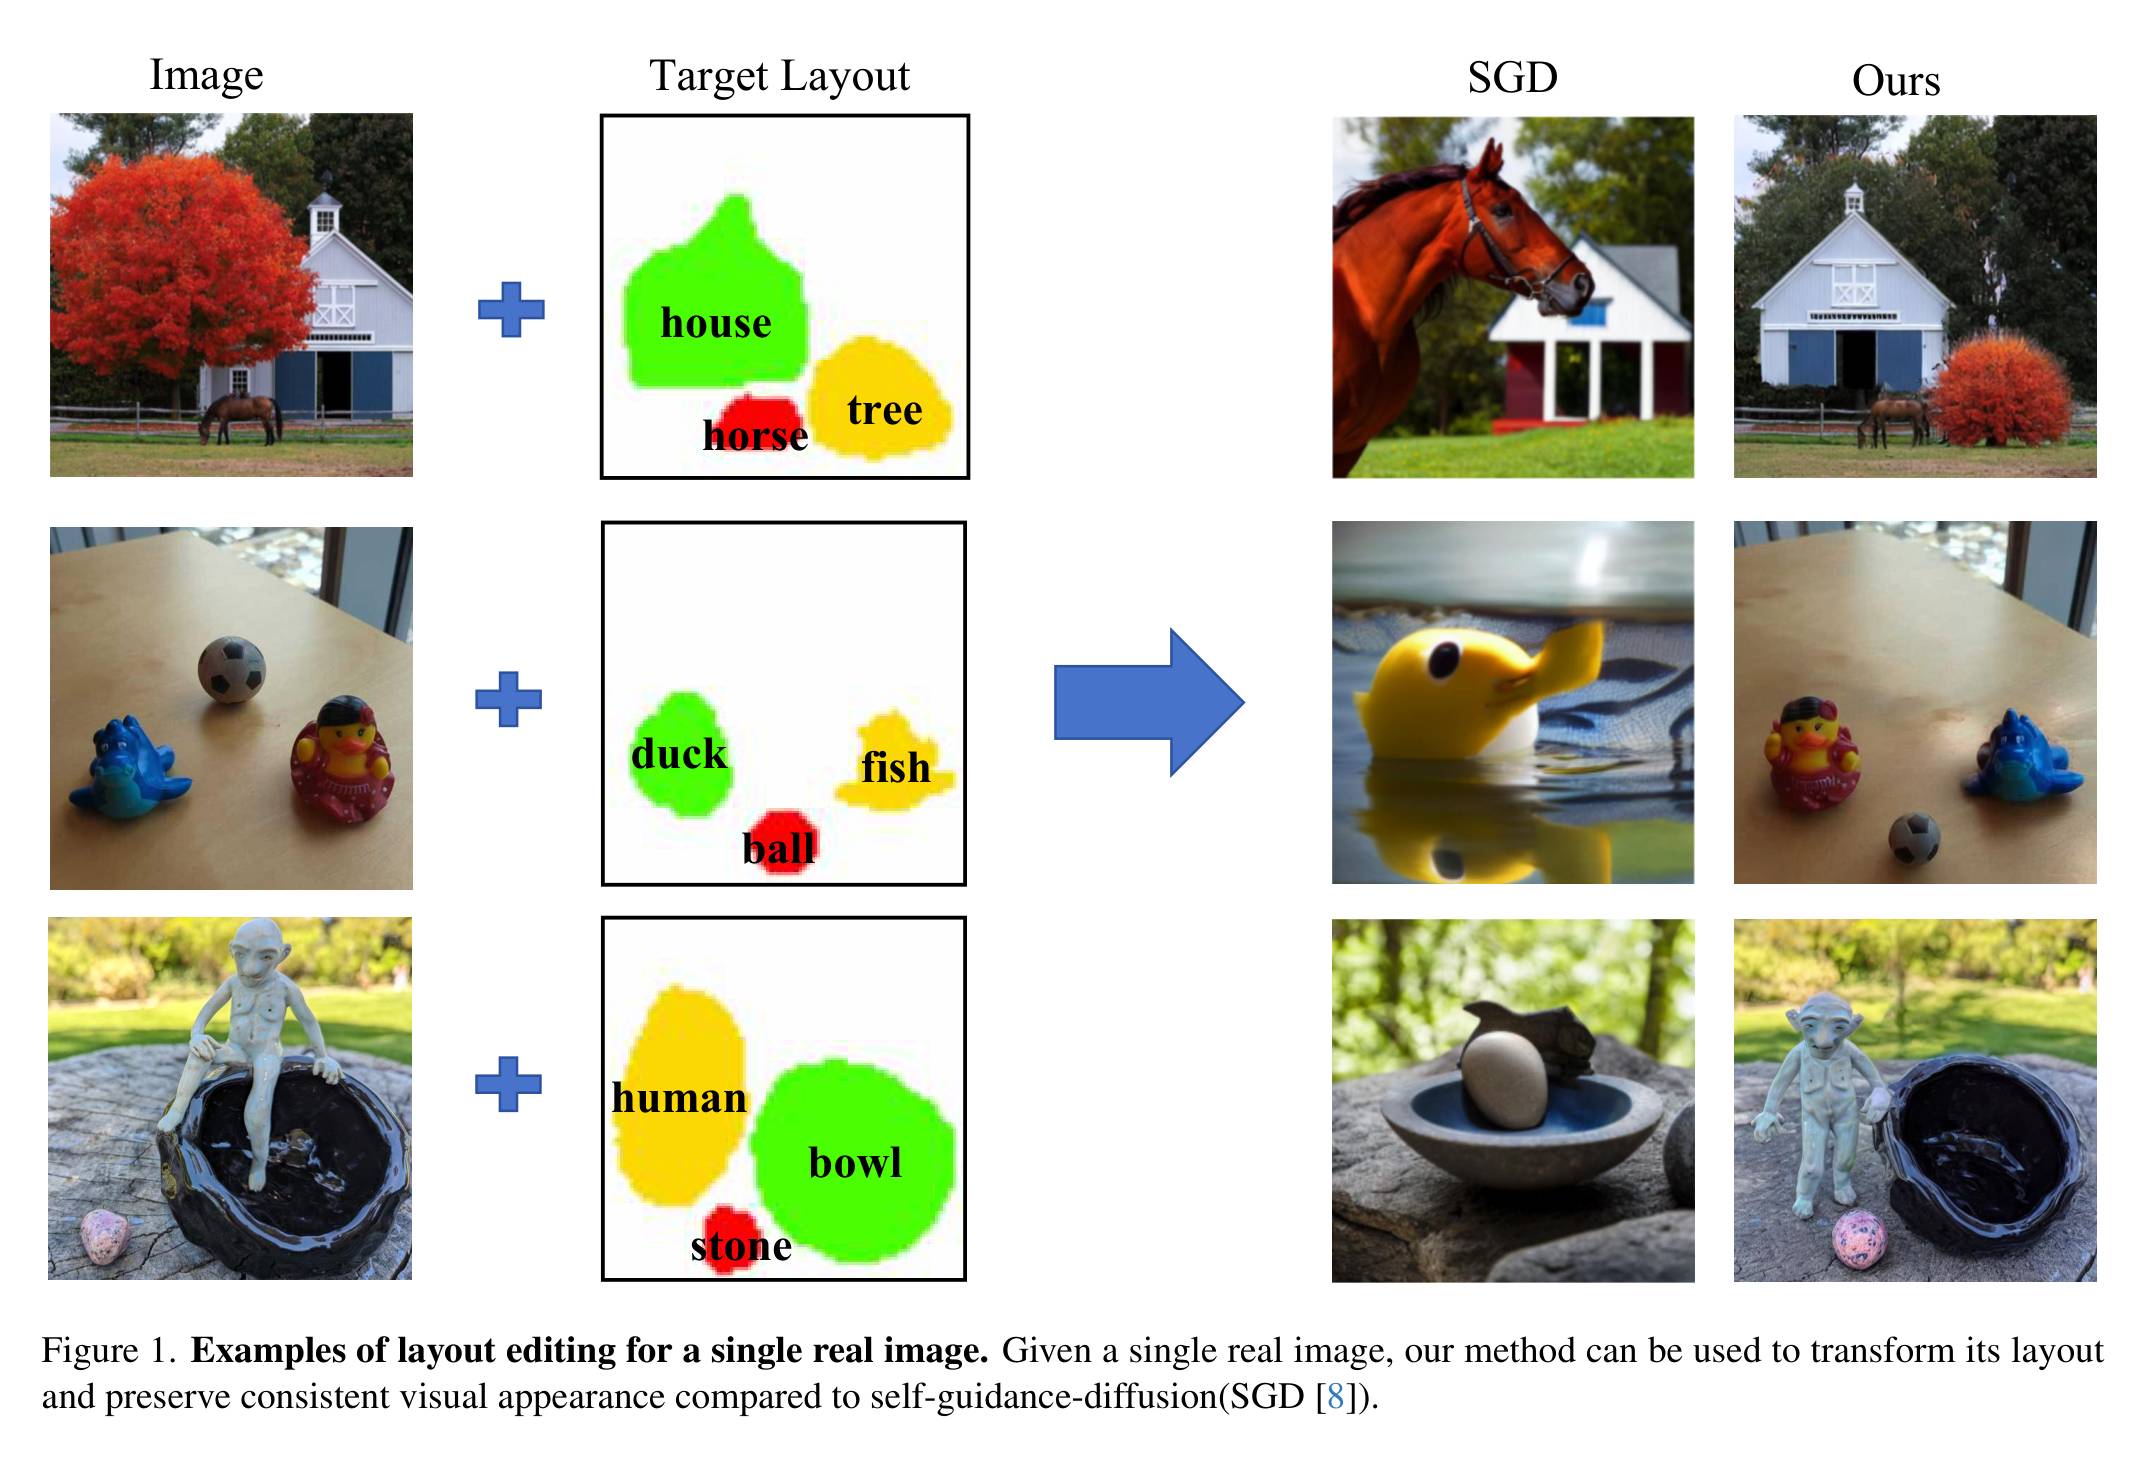 Image
Target Layout
SGD
Ours
house
tree
horse
duck
fish
ball
human
bowl
stone
Figure 1. Examples of layout editing for a single real image. Given a single real image, our method can be used to transform its layout
and preserve consistent visual appearance compared to self-guidance-diffusion(SGD [8]).